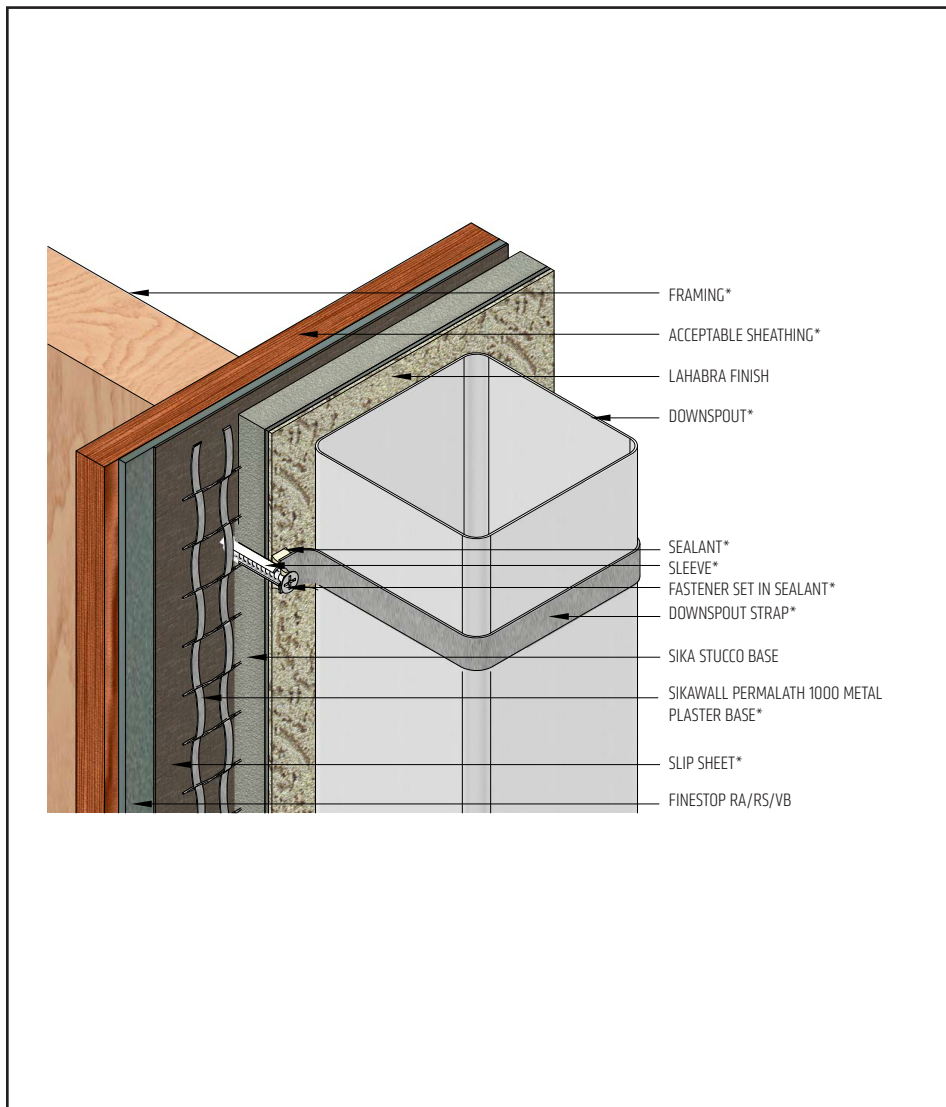 FRAMING*
ACCEPTABLE SHEATHING*
LAHABRA FINISH
DOWNSPOUT*
SEALANT*
SLEEVE*
FASTENER SET IN SEALANT*
DOWNSPOUT STRAP*
SIKA STUCCO BASE
SIKAWALL PERMALATH 1000 METAL
PLASTER BASE*
SLIP SHEET*
FINESTOP RA/RS/VB